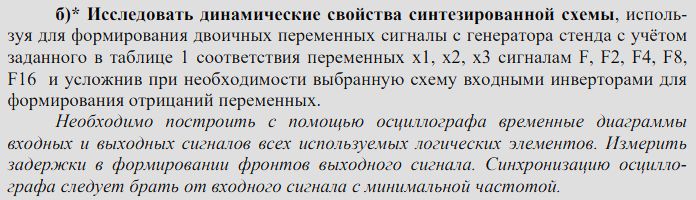 б)* Исследовать динамические свойства синтезированной схемы, исполь-
зуя для формирования двоичных переменных сигналы с генератора стенда с учётом
заданного в таблице 1 соответствия переменных x1, x2, x3 сигналам F, F2, F4, F8,
F16 и усложнив при необходимости выбранную схему входными инверторами для
формирования отрицаний переменных.
Необходимо построить с помощью осциллографа временные диаграммы
входных и выходных сигналов всех используемых логических элементов. Измерить
задержки в формировании фронтов выходного сигнала. Синхронизацию осцилло-
графа следует брать от входного сигнала с минимальной частотой.